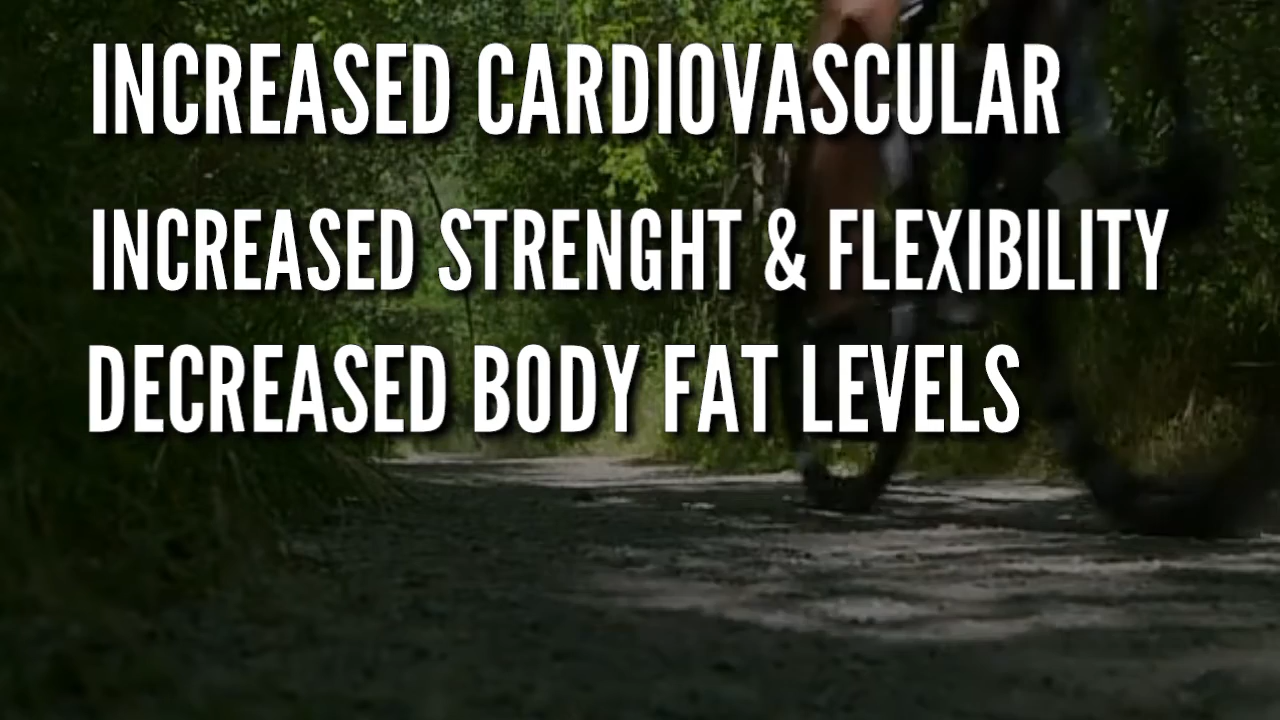 INCREASED CARDIOVASCULAR
INCREASED STRENGHT & FLEXIBILITY
DECREASED BODY FAT LEVELS